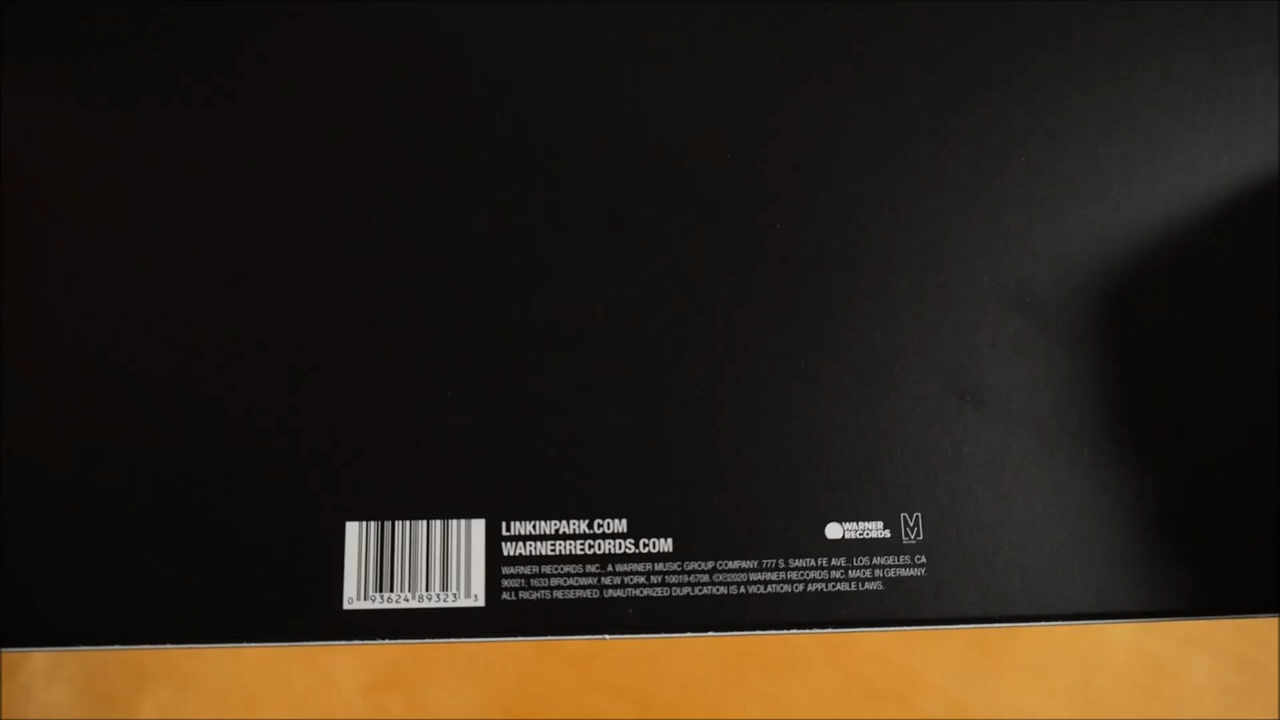 LINKINPARK.COM
WARNERRECORDS.COM
WARNER RECORDS
WARNER RECORDS INC., A WARNER MUSIC GROUP COMPANY. 777 S. SANTA FE AVE., LOS ANGELES, CA
90021; 1633 BROADWAY, NEW YORK, NY 10019-6708. ©℗2020 WARNER RECORDS INC. MADE IN GERMANY.
ALL RIGHTS RESERVED. UNAUTHORIZED DUPLICATION IS A VIOLATION OF APPLICABLE LAWS.
0 93624 89323 3